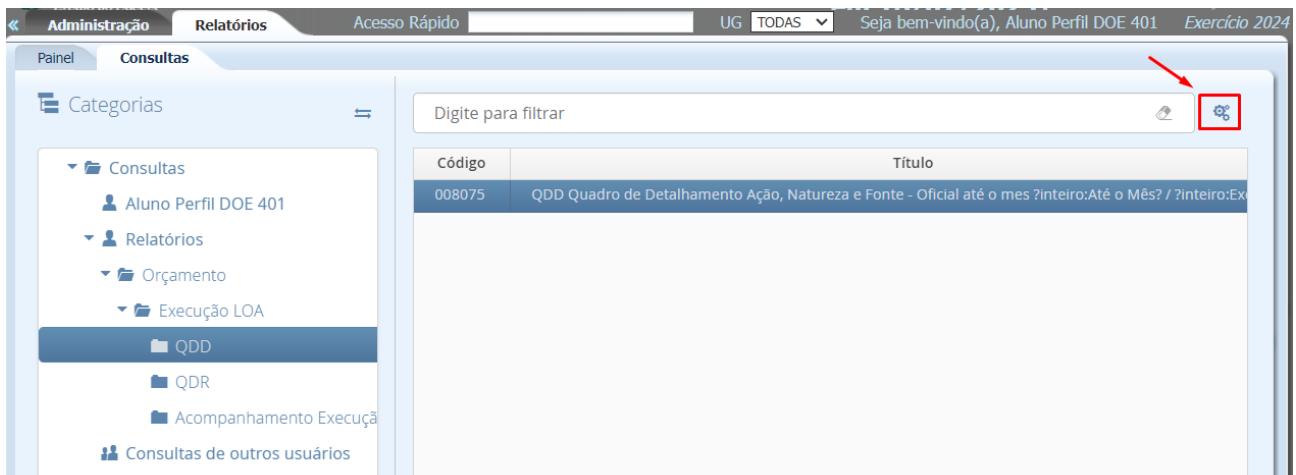 « Administração Relatórios Acesso Rápido UG TODAS Seja bem-vindo(a), Aluno Perfil DOE 401 Exercício 2024
Painel Consultas
Categorias
Digite para filtrar
Código Título
008075 QDD Quadro de Detalhamento Ação, Natureza e Fonte - Oficial até o mes ?inteiro:Até o Mês? / ?inteiro:Ex
Consultas
Aluno Perfil DOE 401
Relatórios
Orçamento
Execução LOA
QDD
QDR
Acompanhamento Execuçã
Consultas de outros usuários